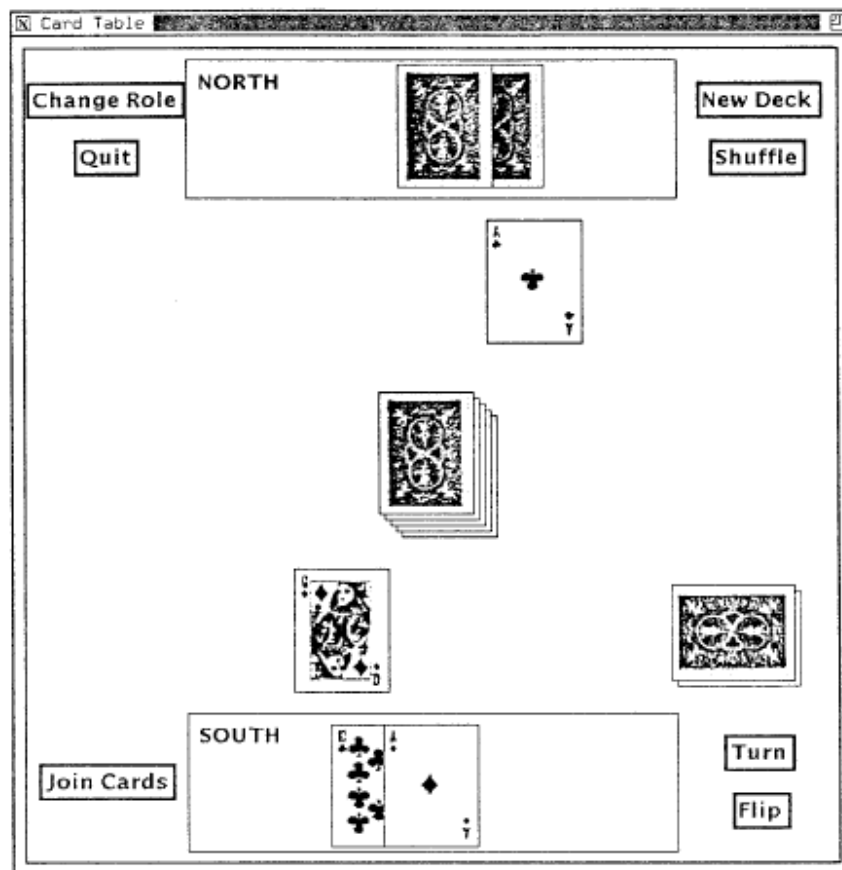 Card Table
NORTH
Change Role
New Deck
Quit
Shuffle
A
A
Q
Q
SOUTH
A
A
Turn
Join Cards
Flip